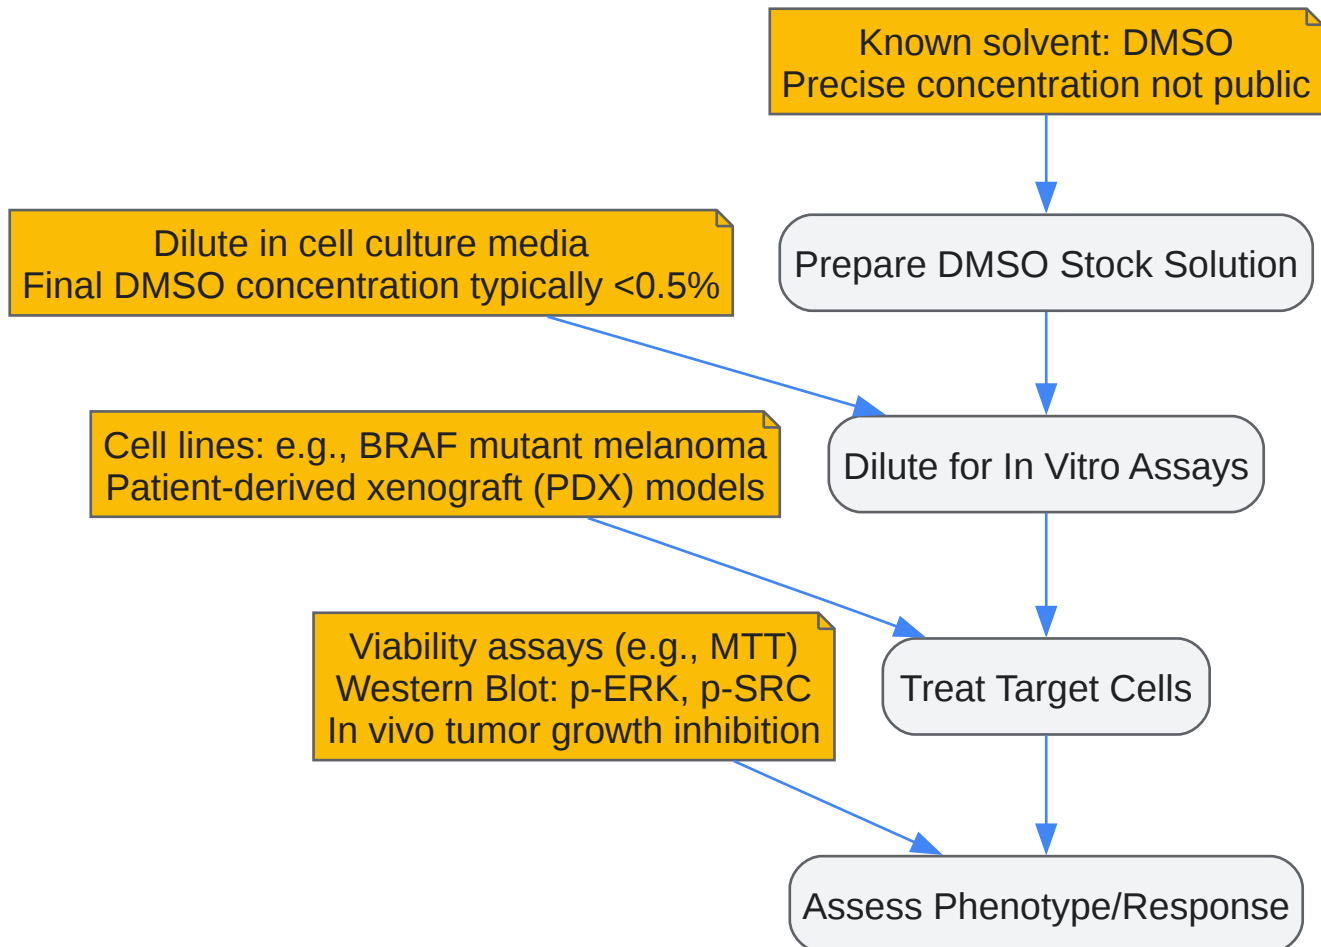 Known solvent: DMSO
Precise concentration not public
Dilute in cell culture media
Final DMSO concentration typically <0.5%
Prepare DMSO Stock Solution
Cell lines: e.g., BRAF mutant melanoma
Patient-derived xenograft (PDX) models
Dilute for In Vitro Assays
Viability assays (e.g., MTT)
Western Blot: p-ERK, p-SRC
In vivo tumor growth inhibition
Treat Target Cells
Assess Phenotype/Response